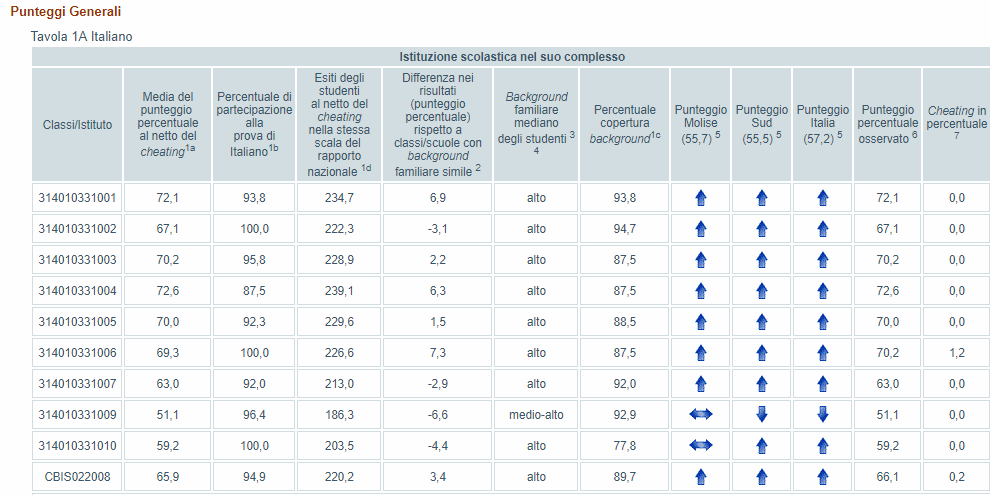 Punteggi Generali
Tavola 1A Italiano
Istituzione scolastica nel suo complesso
Classi/Istituto
Media del
punteggio
percentuale
al netto del
cheating1a
Percentuale di
partecipazione
alla
prova di
Italiano1b
Esiti degli
studenti
al netto del
cheating
nella stessa
scala del
rapporto
nazionale 1d
Differenza nei
risultati
(punteggio
percentuale)
rispetto a
classi/scuole con
background
familiare simile 2
Background
familiare
mediano
degli studenti 3
4
Percentuale
copertura
background1c
Punteggio
Molise 5
(55,7)
Punteggio
Sud 5
(55,5)
Punteggio
Italia 5
(57,2)
Punteggio
percentuale
osservato 6
Cheating in
percentuale
7
314010331001 72,1 93,8 234,7 6,9 alto 93,8 72,1 0,0
314010331002 67,1 100,0 222,3 -3,1 alto 94,7 67,1 0,0
314010331003 70,2 95,8 228,9 2,2 alto 87,5 70,2 0,0
314010331004 72,6 87,5 239,1 6,3 alto 87,5 72,6 0,0
314010331005 70,0 92,3 229,6 1,5 alto 88,5 70,0 0,0
314010331006 69,3 100,0 226,6 7,3 alto 87,5 70,2 1,2
314010331007 63,0 92,0 213,0 -2,9 alto 92,0 63,0 0,0
314010331009 51,1 96,4 186,3 -6,6 medio-alto 92,9 51,1 0,0
314010331010 59,2 100,0 203,5 -4,4 alto 77,8 59,2 0,0
CBIS022008 65,9 94,9 220,2 3,4 alto 89,7 66,1 0,2